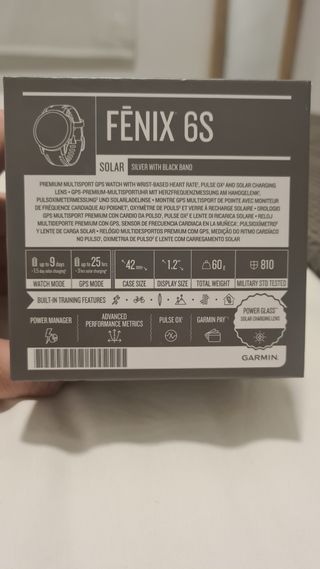 FĒNIX® 6S
SOLAR SILVER WITH BLACK BAND
PREMIUM MULTISPORT GPS WATCH WITH WRIST-BASED HEART RATE, PULSE OX² AND SOLAR CHARGING
LENS • GPS-PREMIUM-MULTISPORTUHR MIT HERZFREQUENZMESSUNG AM HANDGELENK,
PULSOXIMETERMESSUNG² UND SOLARLADELINSE • MONTRE GPS MULTISPORT DE POINTE AVEC MONITEUR
DE FRÉQUENCE CARDIAQUE AU POIGNET, OXYMÈTRE DE POULS² ET VERRE À RECHARGE SOLAIRE • OROLOGIO
GPS MULTISPORT PREMIUM CON CARDIO DA POLSO, PULSE OX² E LENTE DI RICARICA SOLARE • RELOJ
MULTIDEPORTE PREMIUM CON GPS, SENSOR DE FRECUENCIA CARDIACA EN LA MUÑECA, PULSIOXÍMETRO²
Y LENTE DE CARGA SOLAR • RELÓGIO MULTIDESPORTOS PREMIUM COM GPS, MEDIÇÃO DO RITMO CARDÍACO
NO PULSO, OXIMETRIA DE PULSO² E LENTE COM CARREGAMENTO SOLAR
up to 9 days up to 25 hrs 42 mm 1.2" 60 g 810
WATCH MODE GPS MODE CASE SIZE DISPLAY SIZE TOTAL WEIGHT MILITARY STD TESTED
BUILT-IN TRAINING FEATURES
POWER MANAGER ADVANCED PERFORMANCE METRICS PULSE OX² GARMIN PAY™
POWER GLASS™
SOLAR CHARGING LENS
GARMIN